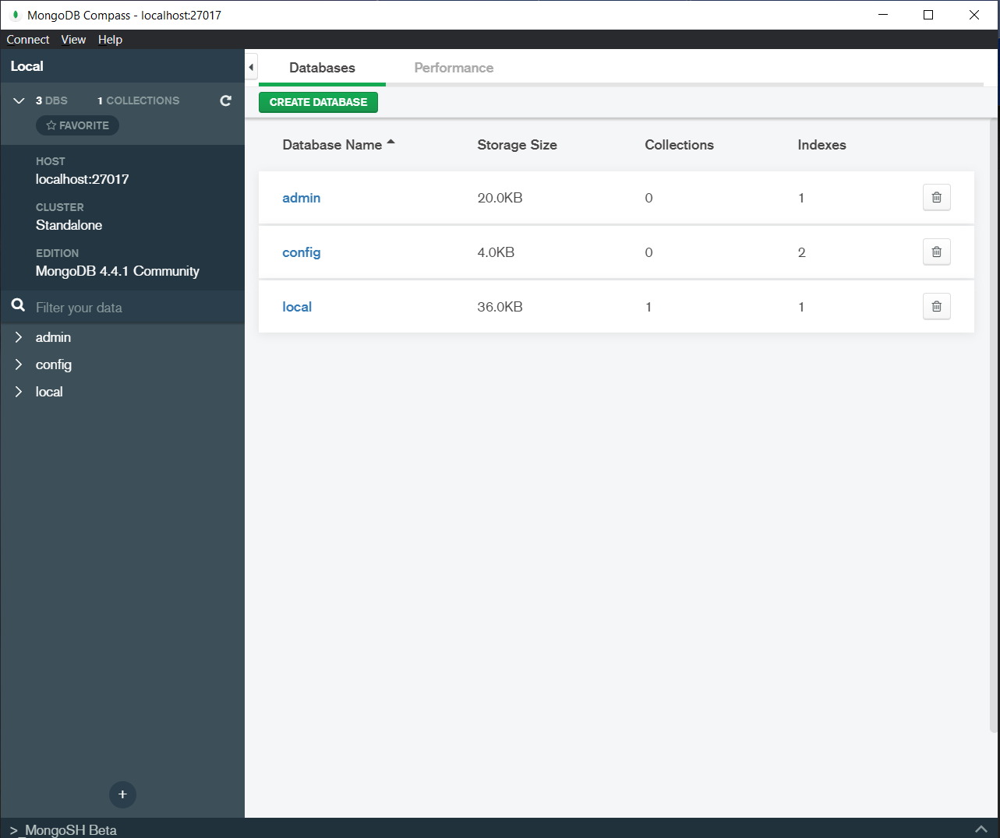 MongoDB Compass - localhost:27017
Connect View Help
Local
3 DBS 1 COLLECTIONS
FAVORITE
HOST
localhost:27017
CLUSTER
Standalone
EDITION
MongoDB 4.4.1 Community
Filter your data
admin
config
local
Databases Performance
CREATE DATABASE
Database Name Storage Size Collections Indexes
admin 20.0KB 0 1
config 4.0KB 0 2
local 36.0KB 1 1
>_MongoSH Beta